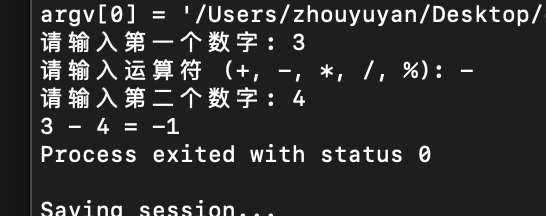 argv[0] = '/Users/zhouyuyan/Desktop/
请输入第一个数字: 3
请输入运算符 (+, -, *, /, %): -
请输入第二个数字: 4
3 - 4 = -1
Process exited with status 0
Saving session...